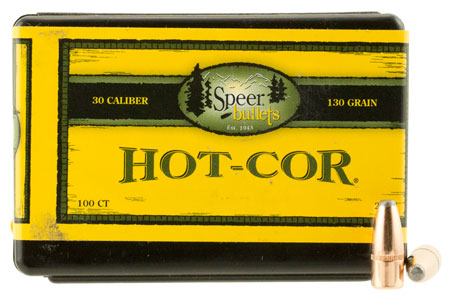 30 CALIBER
130 GRAIN
Speer
bullets
EST. 1943
HOT-COR®
100 CT